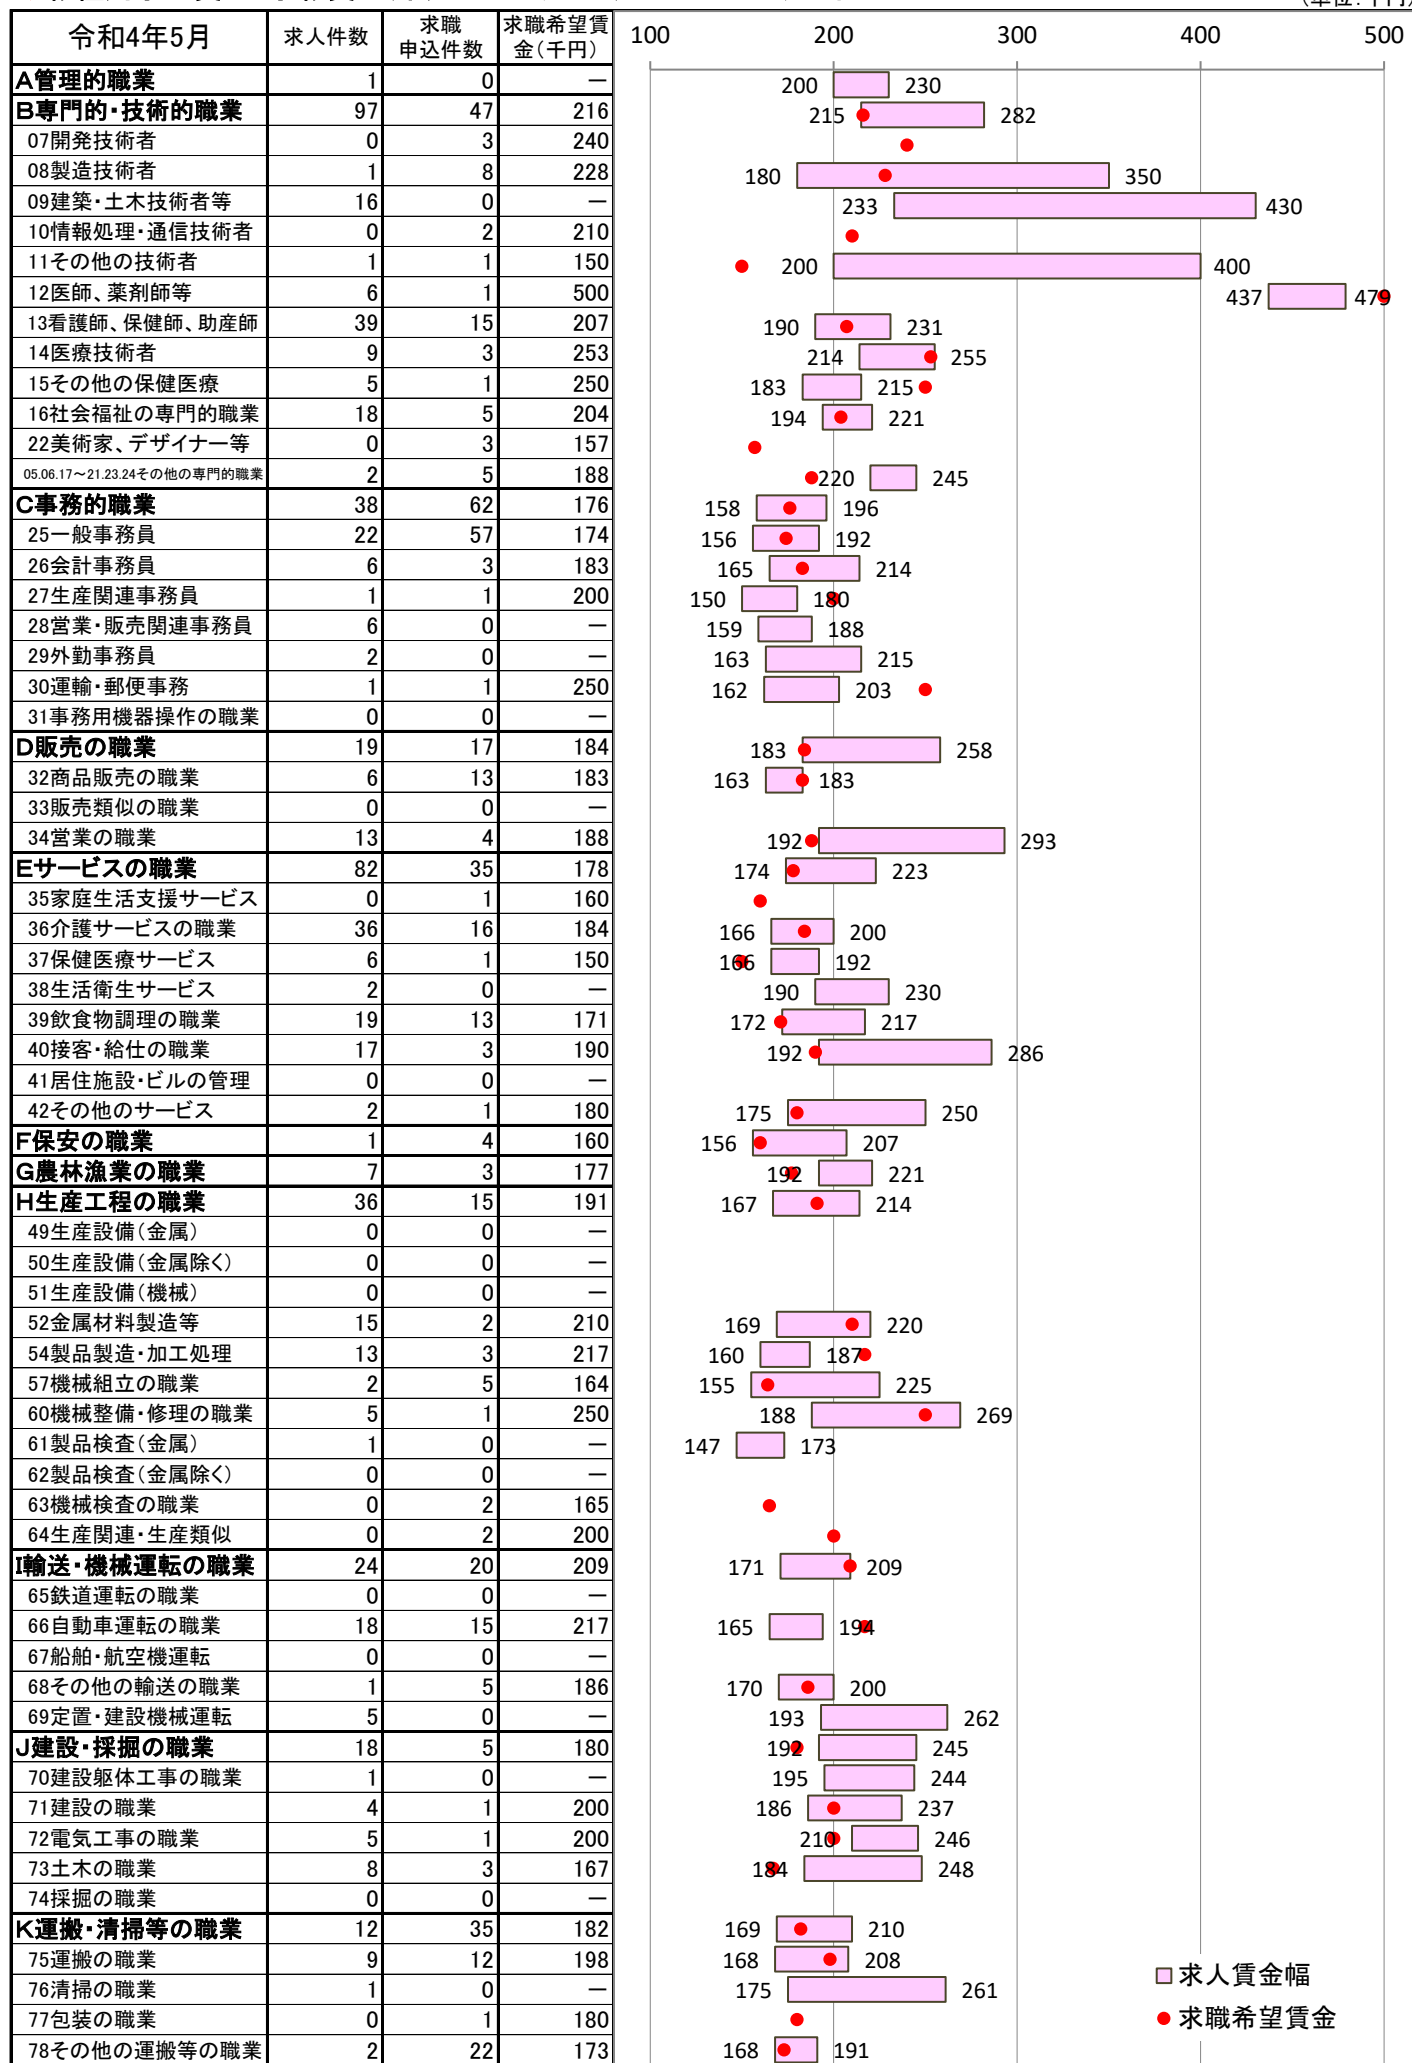 (単位:千円)
令和4年5月 求人件数 求職申込件数 求職希望賃金(千円) 100 200 300 400 500
A管理的職業 1 0 — 200 230
B専門的・技術的職業 97 47 216 215 282
07開発技術者 0 3 240
08製造技術者 1 8 228 180 350
09建築・土木技術者等 16 0 — 233 430
10情報処理・通信技術者 0 2 210
11その他の技術者 1 1 150 200 400
12医師、薬剤師等 6 1 500 437 479
13看護師、保健師、助産師 39 15 207 190 231
14医療技術者 9 3 253 214 255
15その他の保健医療 5 1 250 183 215
16社会福祉の専門的職業 18 5 204 194 221
22美術家、デザイナー等 0 3 157
05.06.17～21.23.24その他の専門的職業 2 5 188 220 245
C事務的職業 38 62 176 158 196
25一般事務員 22 57 174 156 192
26会計事務員 6 3 183 165 214
27生産関連事務員 1 1 200 150 180
28営業・販売関連事務員 6 0 — 159 188
29外勤事務員 2 0 — 163 215
30運輸・郵便事務 1 1 250 162 203
31事務用機器操作の職業 0 0 —
D販売の職業 19 17 184 183 258
32商品販売の職業 6 13 183 163 183
33販売類似の職業 0 0 —
34営業の職業 13 4 188 192 293
Eサービスの職業 82 35 178 174 223
35家庭生活支援サービス 0 1 160
36介護サービスの職業 36 16 184 166 200
37保健医療サービス 6 1 150 166 192
38生活衛生サービス 2 0 — 190 230
39飲食物調理の職業 19 13 171 172 217
40接客・給仕の職業 17 3 190 192 286
41居住施設・ビルの管理 0 0 —
42その他のサービス 2 1 180 175 250
F保安の職業 1 4 160 156 207
G農林漁業の職業 7 3 177 192 221
H生産工程の職業 36 15 191 167 214
49生産設備(金属) 0 0 —
50生産設備(金属除く) 0 0 —
51生産設備(機械) 0 0 —
52金属材料製造等 15 2 210 169 220
54製品製造・加工処理 13 3 217 160 187
57機械組立の職業 2 5 164 155 225
60機械整備・修理の職業 5 1 250 188 269
61製品検査(金属) 1 0 — 147 173
62製品検査(金属除く) 0 0 —
63機械検査の職業 0 2 165
64生産関連・生産類似 0 2 200
I輸送・機械運転の職業 24 20 209 171 209
65鉄道運転の職業 0 0 —
66自動車運転の職業 18 15 217 165 194
67船舶・航空機運転 0 0 —
68その他の輸送の職業 1 5 186 170 200
69定置・建設機械運転 5 0 — 193 262
J建設・採掘の職業 18 5 180 192 245
70建設躯体工事の職業 1 0 — 195 244
71建設の職業 4 1 200 186 237
72電気工事の職業 5 1 200 210 246
73土木の職業 8 3 167 184 248
74採掘の職業 0 0 —
K運搬・清掃等の職業 12 35 182 169 210
75運搬の職業 9 12 198 168 208
76清掃の職業 1 0 — 175 261
77包装の職業 0 1 180
78その他の運搬等の職業 2 22 173 168 191
求人賃金幅
求職希望賃金